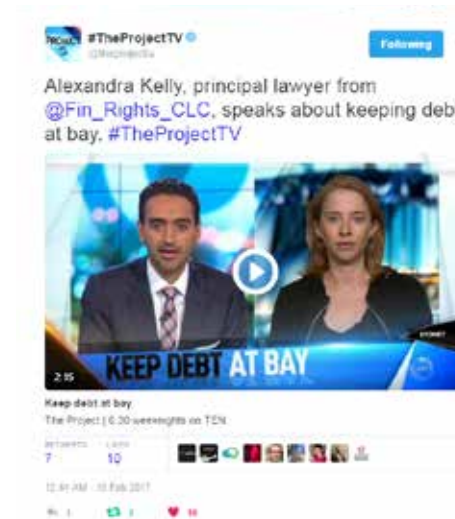 #TheProjectTV
Following
Alexandra Kelly, principal lawyer from
@Fin_Rights_CLC, speaks about keeping deb
at bay. #TheProjectTV
SYDNEY
KEEP DEBT AT BAY
2:15
Keep debt at bay
The Project | 6.30 weeknights on TEN
RETWEETS LIKES
7 10